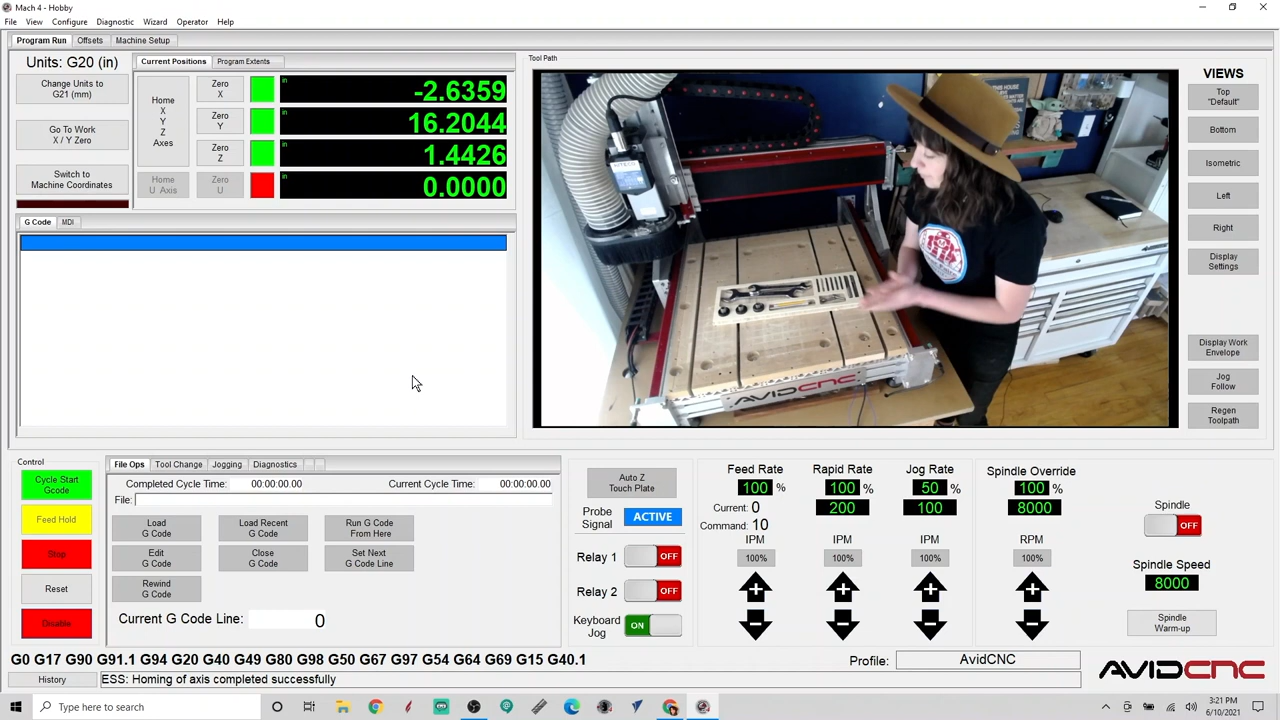 Mach 4 - Hobby
File View Configure Diagnostic Wizard Operator Help
Program Run Offsets Machine Setup
Units: G20 (in)
Change Units to
G21 (mm)
Go To Work
X / Y Zero
Switch to
Machine Coordinates
Current Positions Program Extents
Home
X
Y
Z
Axes
Home
U Axis
Zero
X
in
-2.6359
Zero
Y
in
16.2044
Zero
Z
in
1.4426
Zero
U
in
0.0000
G Code MDI
Tool Path
AVIDCNC
VIEWS
Top
"Default"
Bottom
Isometric
Left
Right
Display
Settings
Display Work
Envelope
Jog
Follow
Regen
Toolpath
Control
Cycle Start
Gcode
Feed Hold
Stop
Reset
Disable
File Ops Tool Change Jogging Diagnostics
Completed Cycle Time: 00:00:00.00 Current Cycle Time: 00:00:00.00
File:
Load
G Code
Load Recent
G Code
Run G Code
From Here
Edit
G Code
Close
G Code
Set Next
G Code Line
Rewind
G Code
Current G Code Line: 0
Auto Z
Touch Plate
Probe
Signal
ACTIVE
Relay 1 OFF
Relay 2 OFF
Keyboard
Jog
ON
Feed Rate
100 %
Current: 0
Command: 10
IPM
100%
Rapid Rate
100 %
200
IPM
100%
Jog Rate
50 %
100
IPM
100%
Spindle Override
100 %
8000
RPM
100%
Spindle
OFF
Spindle Speed
8000
Spindle
Warm-up
G0 G17 G90 G91.1 G94 G20 G40 G49 G80 G98 G50 G67 G97 G54 G64 G69 G15 G40.1
Profile: AvidCNC
AVIDCNC
History ESS: Homing of axis completed successfully
Type here to search
3:21 PM
6/10/2021